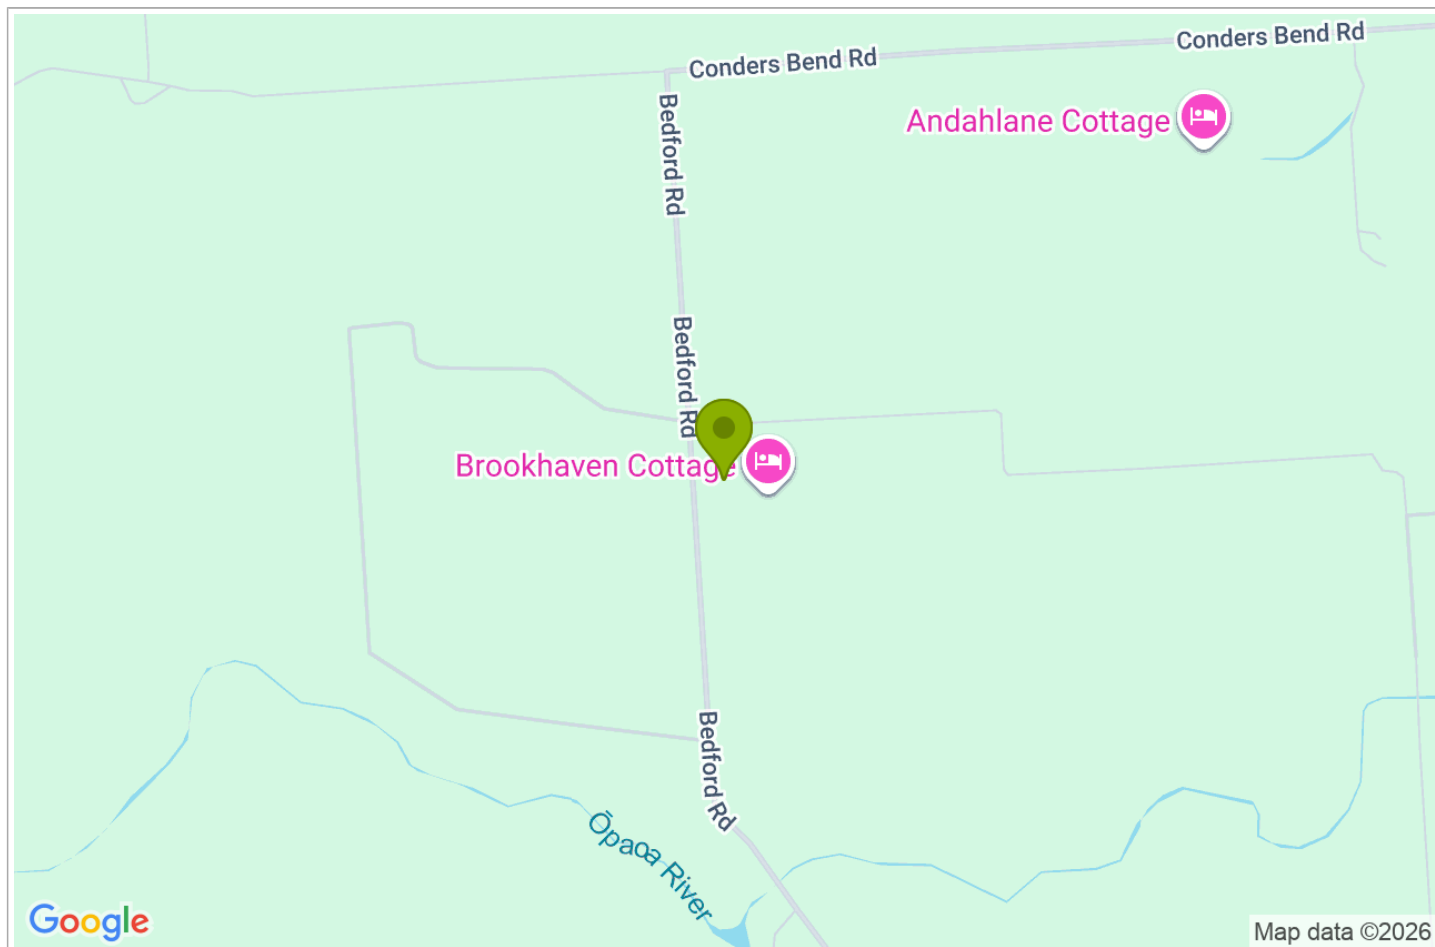 Conders Bend Rd
Conders Bend Rd
Bedford Rd
Andahlane Cottage
Bedford Rd
Brookhaven Cottage
Bedford Rd
Ōpaoa River
Google
Map data ©2026